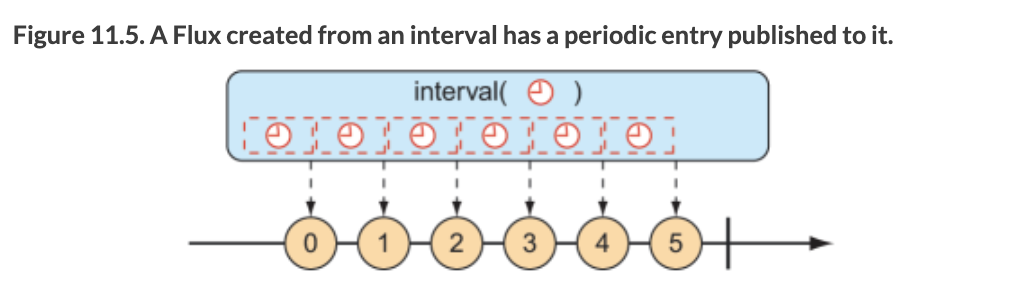 Figure 11.5. A Flux created from an interval has a periodic entry published to it.
interval( )
0 1 2 3 4 5